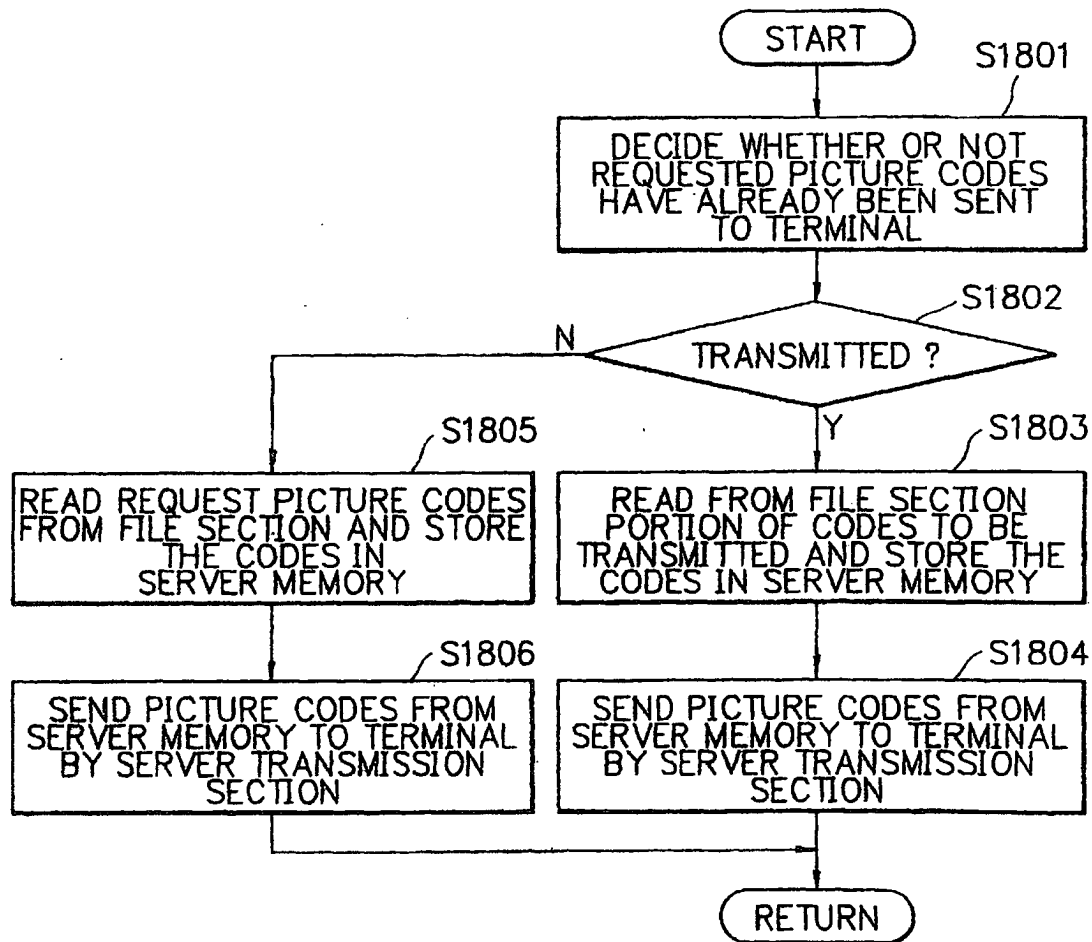 START
S1801
DECIDE WHETHER OR NOT
REQUESTED PICTURE CODES
HAVE ALREADY BEEN SENT
TO TERMINAL
S1802
N
TRANSMITTED ?
Y
S1805
READ REQUEST PICTURE CODES
FROM FILE SECTION AND STORE
THE CODES IN
SERVER MEMORY
S1803
READ FROM FILE SECTION
PORTION OF CODES TO BE
TRANSMITTED AND STORE THE
CODES IN SERVER MEMORY
S1806
SEND PICTURE CODES FROM
SERVER MEMORY TO TERMINAL
BY SERVER TRANSMISSION
SECTION
S1804
SEND PICTURE CODES FROM
SERVER MEMORY TO TERMINAL
BY SERVER TRANSMISSION
SECTION
RETURN